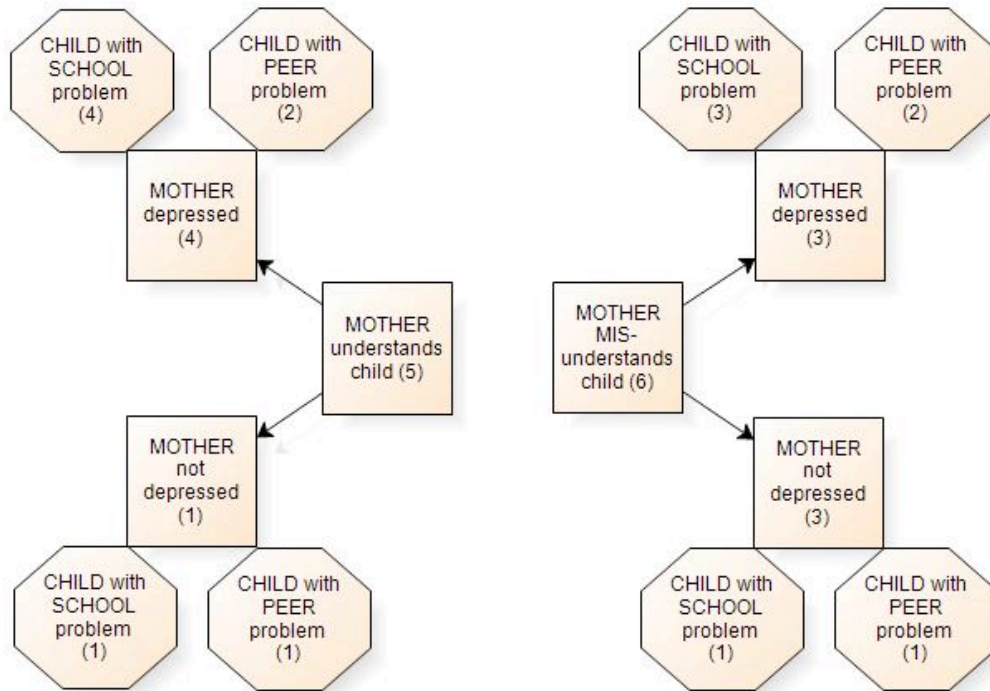 CHILD with
SCHOOL
problem
(4)
CHILD with
PEER
problem
(2)
MOTHER
depressed
(4)
MOTHER
understands
child (5)
MOTHER
not
depressed
(1)
CHILD with
SCHOOL
problem
(1)
CHILD with
PEER
problem
(1)
CHILD with
SCHOOL
problem
(3)
CHILD with
PEER
problem
(2)
MOTHER
depressed
(3)
MOTHER
MIS-
understands
child (6)
MOTHER
not
depressed
(3)
CHILD with
SCHOOL
problem
(1)
CHILD with
PEER
problem
(1)